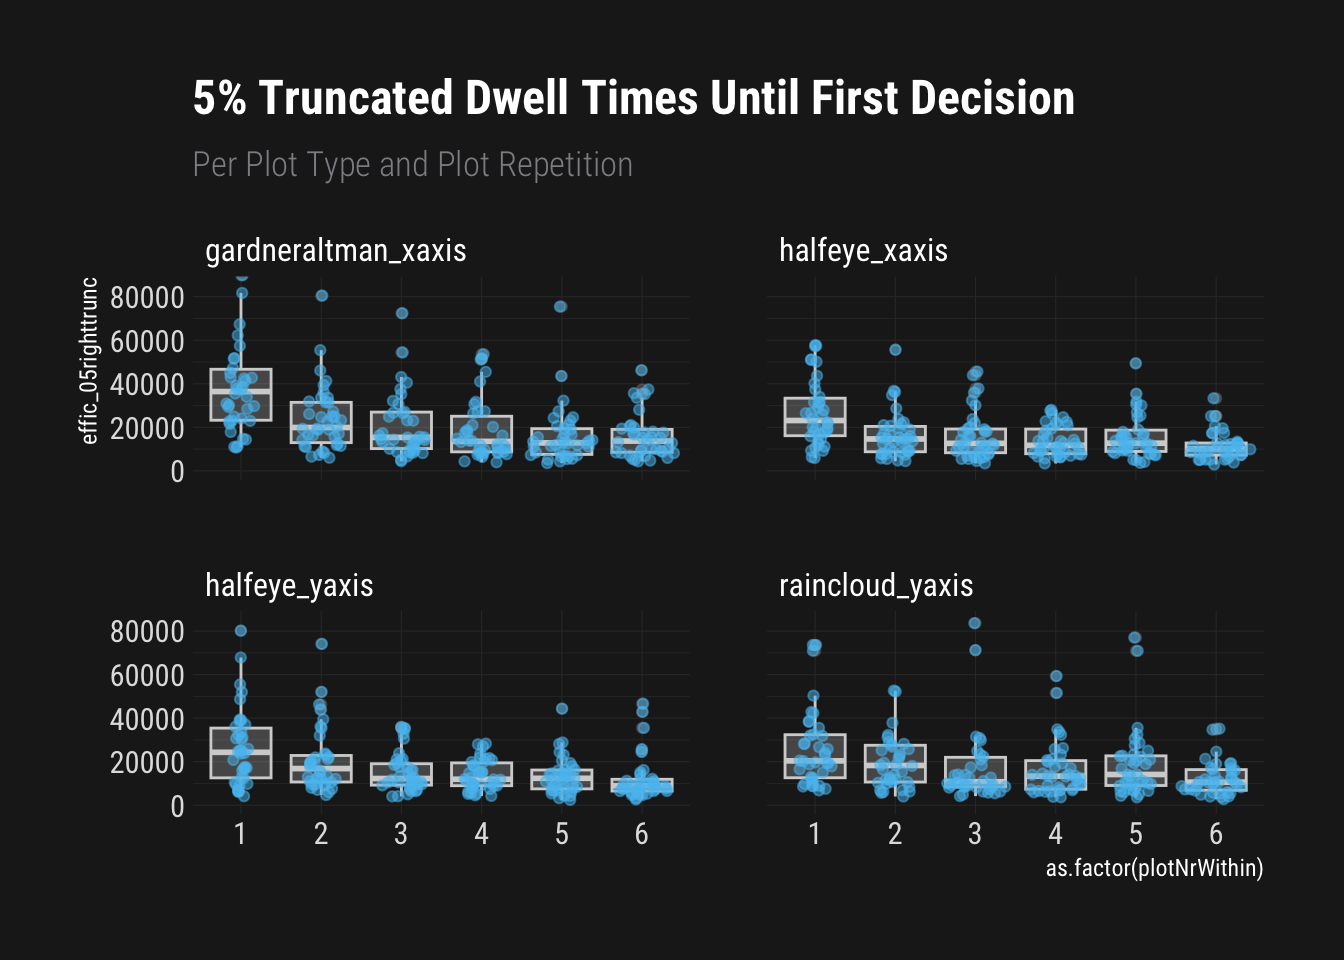 5% Truncated Dwell Times Until First Decision
Per Plot Type and Plot Repetition
gardneraltman_xaxis
halfeye_xaxis
effic_05righttrunc
80000
60000
40000
20000
0
halfeye_yaxis
raincloud_yaxis
80000
60000
40000
20000
0
1 2 3 4 5 6
1 2 3 4 5 6
as.factor(plotNrWithin)